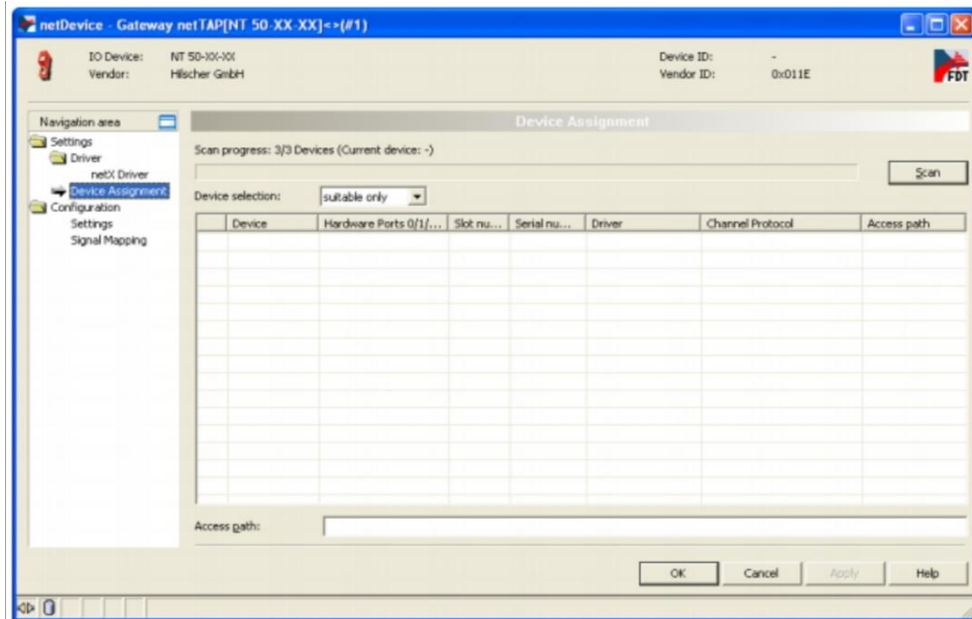 netDevice - Gateway netTAP[NT 50-XX-XX]<>(#1)
IO Device: NT 50-XX-XX Device ID: -
Vendor: Hilscher GmbH Vendor ID: 0x011E
FDT
Navigation area
Settings
Driver
netX Driver
Device Assignment
Configuration
Settings
Signal Mapping
Device Assignment
Scan progress: 3/3 Devices (Current device: -)
Scan
Device selection: suitable only
Device Hardware Ports 0/1/... Slot nu... Serial nu... Driver Channel Protocol Access path
Access path:
OK Cancel Apply Help